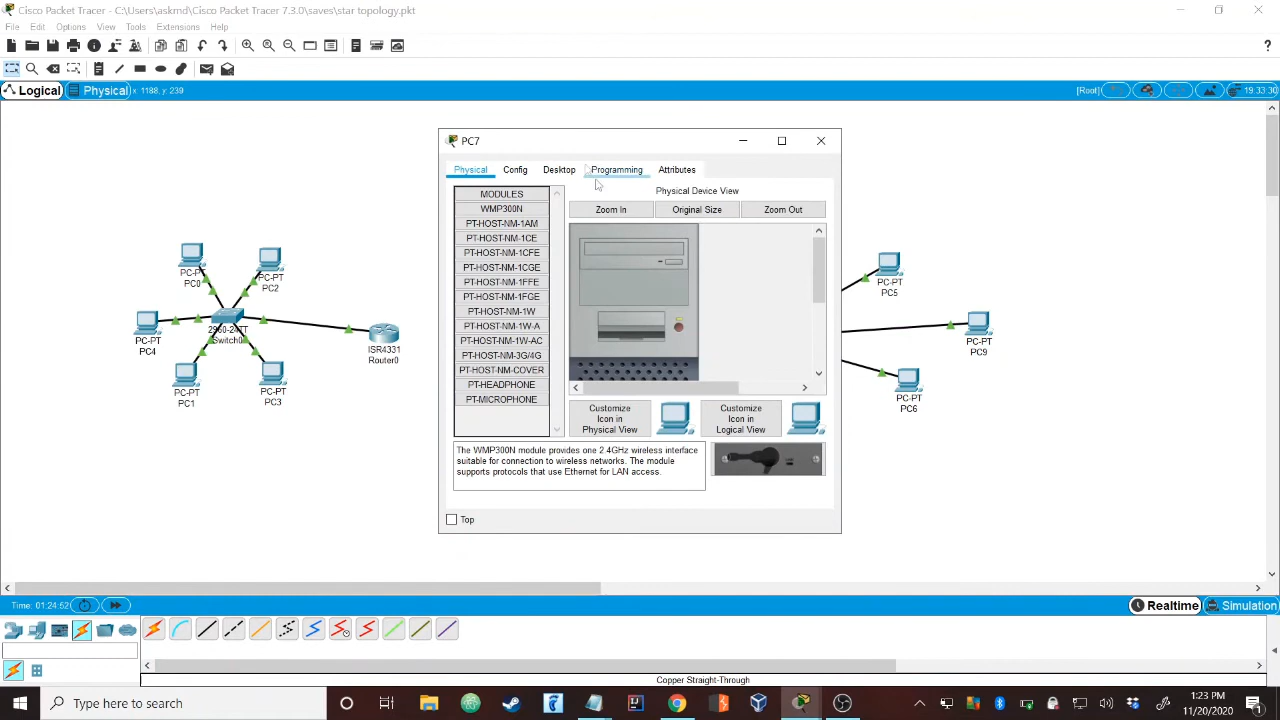 Cisco Packet Tracer - C:\Users\askmd\Cisco Packet Tracer 7.3.0\saves\star topology.pkt
File Edit Options View Tools Extensions Help
Logical Physical x 1188, y: 239 [Root] 19:33:30
PC7
Physical Config Desktop Programming Attributes
MODULES
WMP300N
PT-HOST-NM-1AM
PT-HOST-NM-1CE
PT-HOST-NM-1CFE
PT-HOST-NM-1CGE
PT-HOST-NM-1FFE
PT-HOST-NM-1FGE
PT-HOST-NM-1W
PT-HOST-NM-1W-A
PT-HOST-NM-1W-AC
PT-HOST-NM-3G/4G
PT-HOST-NM-COVER
PT-HEADPHONE
PT-MICROPHONE
Physical Device View
Zoom In Original Size Zoom Out
Customize
Icon in
Physical View
Customize
Icon in
Logical View
The WMP300N module provides one 2.4GHz wireless interface
suitable for connection to wireless networks. The module
supports protocols that use Ethernet for LAN access.
Top
PC-PT
PC0
PC-PT
PC2
PC-PT
PC4
2960-24TT
Switch0
ISR4331
Router0
PC-PT
PC1
PC-PT
PC3
PC-PT
PC5
PC-PT
PC9
PC-PT
PC6
Time: 01:24:52 Realtime Simulation
Copper Straight-Through
Type here to search
1:23 PM
11/20/2020